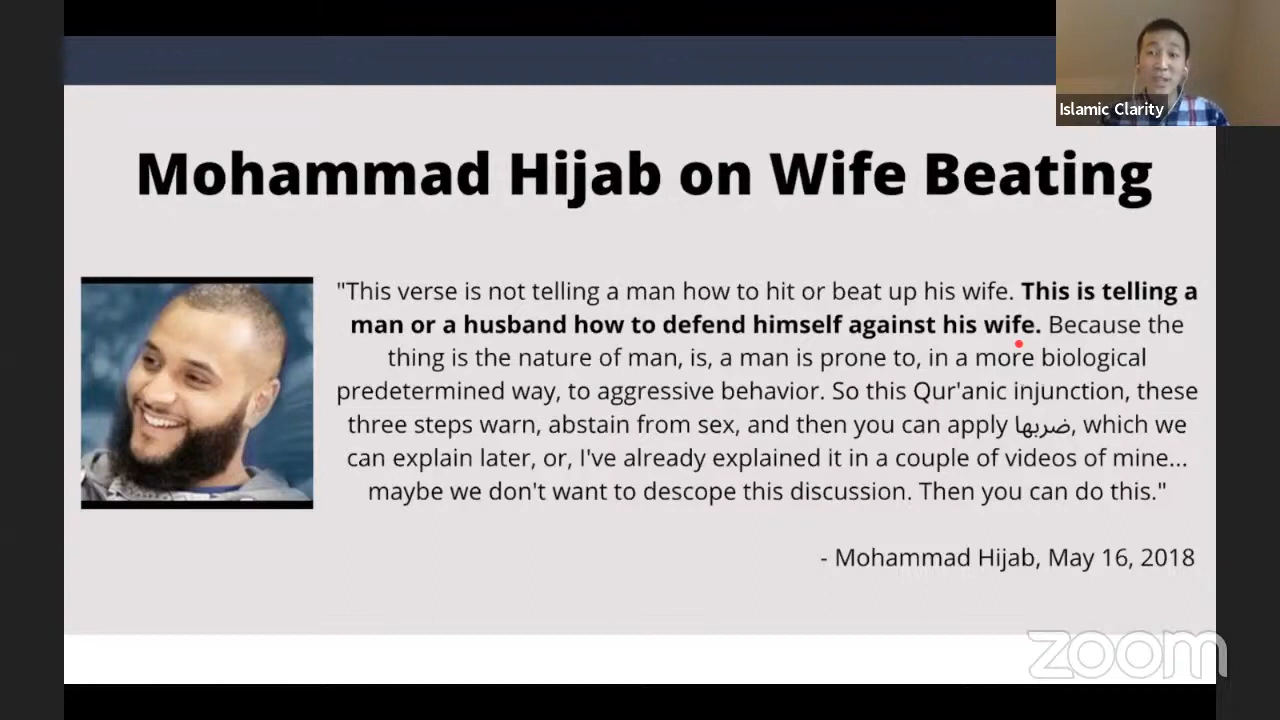 Islamic Clarity
Mohammad Hijab on Wife Beating
"This verse is not telling a man how to hit or beat up his wife. This is telling a
man or a husband how to defend himself against his wife. Because the
thing is the nature of man, is, a man is prone to, in a more biological
predetermined way, to aggressive behavior. So this Qur'anic injunction, these
three steps warn, abstain from sex, and then you can apply ضربها, which we
can explain later, or, I've already explained it in a couple of videos of mine...
maybe we don't want to descope this discussion. Then you can do this."
- Mohammad Hijab, May 16, 2018
zoom